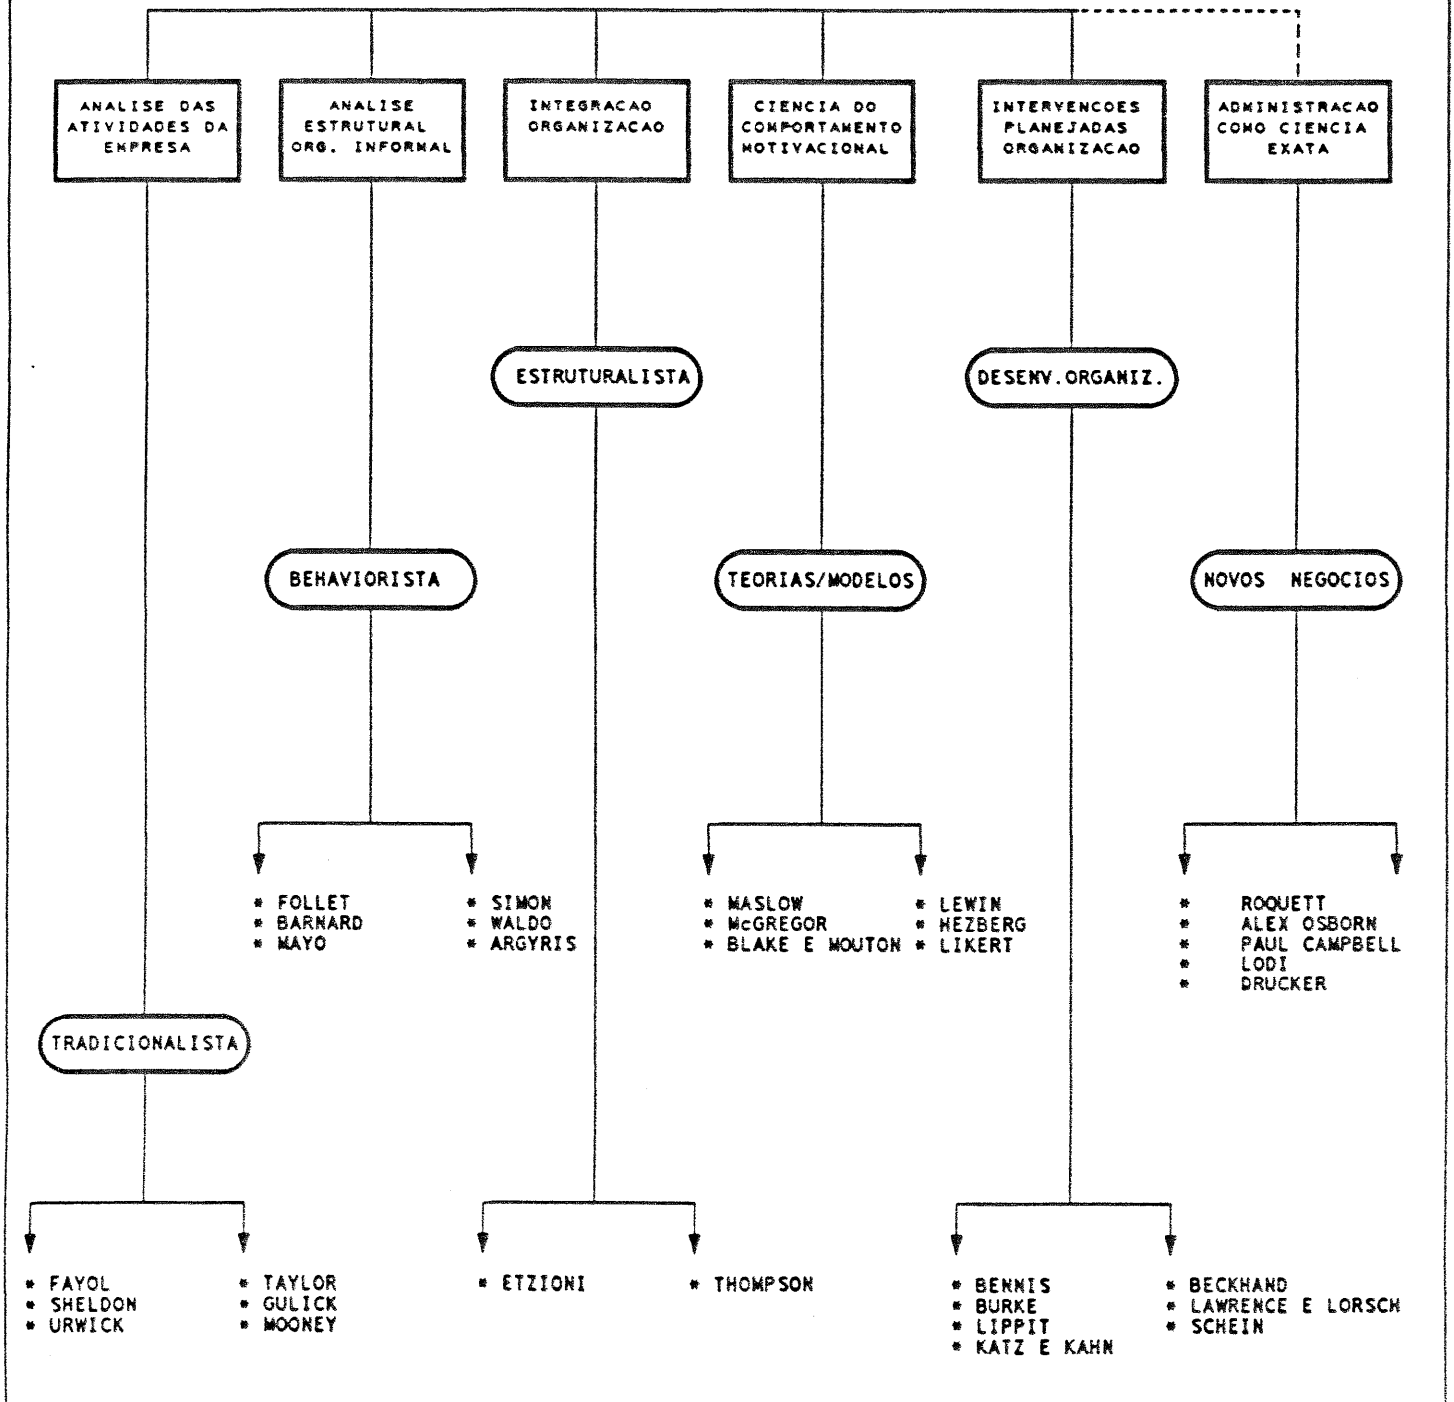 ANALISE DAS
ATIVIDADES DA
EMPRESA
ANALISE
ESTRUTURAL
ORG. INFORMAL
INTEGRACAO
ORGANIZACAO
CIENCIA DO
COMPORTAMENTO
MOTIVACIONAL
INTERVENCOES
PLANEJADAS
ORGANIZACAO
ADMINISTRACAO
COMO CIENCIA
EXATA
ESTRUTURALISTA
DESENV.ORGANIZ.
BEHAVIORISTA
TEORIAS/MODELOS
NOVOS NEGOCIOS
* FOLLET
* BARNARD
* MAYO
* SIMON
* WALDO
* ARGYRIS
* MASLOW
* McGREGOR
* BLAKE E MOUTON
* LEWIN
* HEZBERG
* LIKERT
* ROQUETT
* ALEX OSBORN
* PAUL CAMPBELL
* LODI
* DRUCKER
TRADICIONALISTA
* FAYOL
* SHELDON
* URWICK
* TAYLOR
* GULICK
* MOONEY
* ETZIONI
* THOMPSON
* BENNIS
* BURKE
* LIPPIT
* KATZ E KAHN
* BECKHAND
* LAWRENCE E LORSCH
* SCHEIN